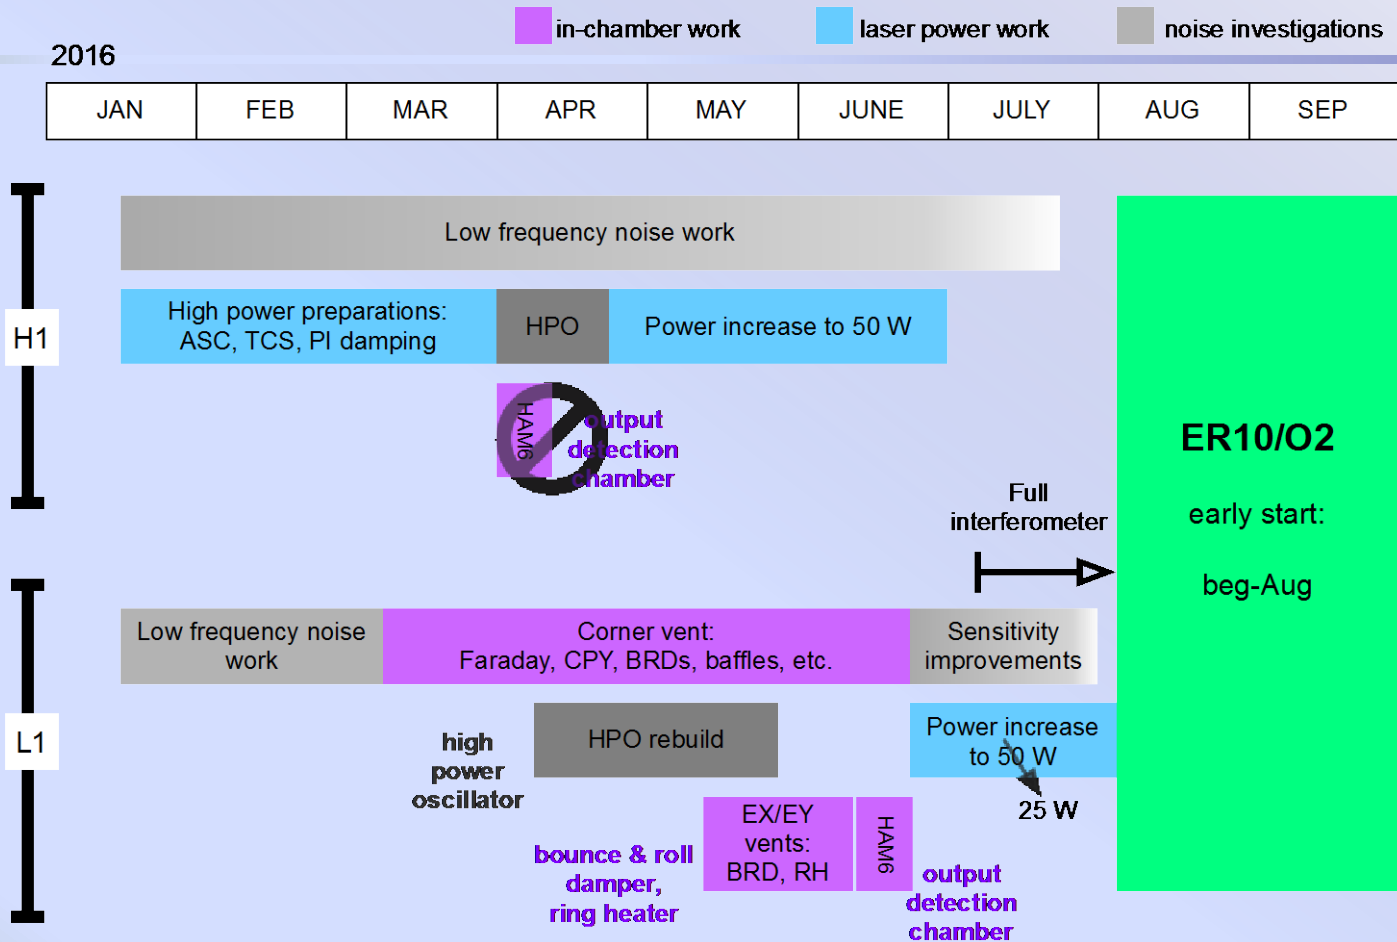 in-chamber work
laser power work
noise investigations
2016
JAN
FEB
MAR
APR
MAY
JUNE
JULY
AUG
SEP
H1
Low frequency noise work
High power preparations:
ASC, TCS, PI damping
HPO
Power increase to 50 W
HAM6
output
detection
chamber
Full
interferometer
ER10/O2
early start:
beg-Aug
L1
Low frequency noise
work
Corner vent:
Faraday, CPY, BRDs, baffles, etc.
Sensitivity
improvements
high
power
oscillator
HPO rebuild
Power increase
to 50 W
25 W
bounce & roll
damper,
ring heater
EX/EY
vents:
BRD, RH
HAM6
output
detection
chamber